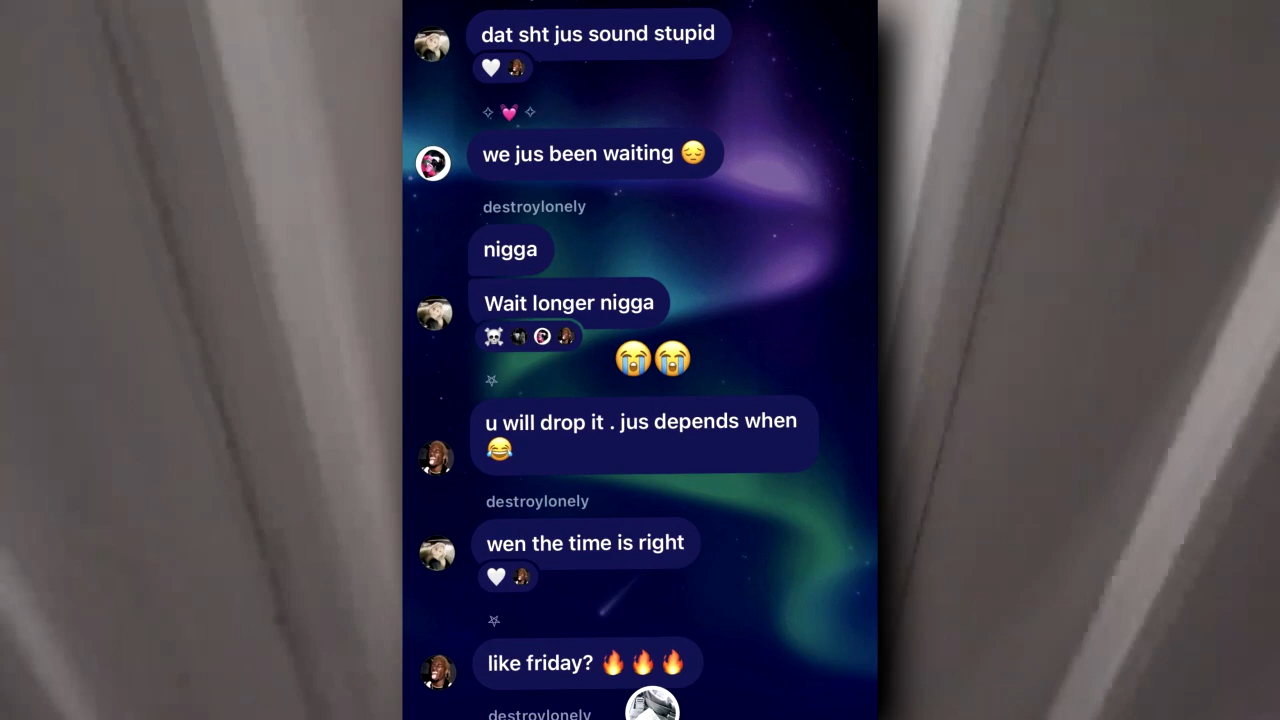 dat sht jus sound stupid
🤍
✧ 💓 ✧
we jus been waiting 😔
destroylonely
nigga
Wait longer nigga
☠️
😭😭
⛧
u will drop it . jus depends when
😂
destroylonely
wen the time is right
🤍
⛧
like friday? 🔥🔥🔥
destroylonely